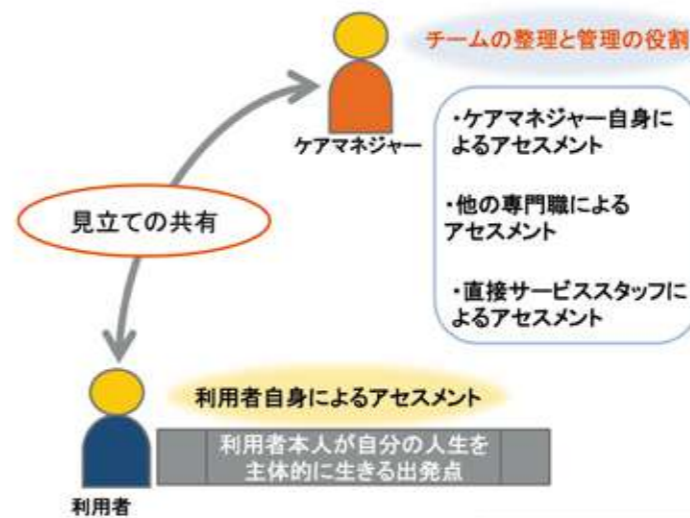 チームの整理と管理の役割
ケアマネジャー
・ケアマネジャー自身に
よるアセスメント
・他の専門職による
アセスメント
・直接サービススタッフに
よるアセスメント
見立ての共有
利用者自身によるアセスメント
利用者本人が自分の人生を
主体的に生きる出発点
利用者